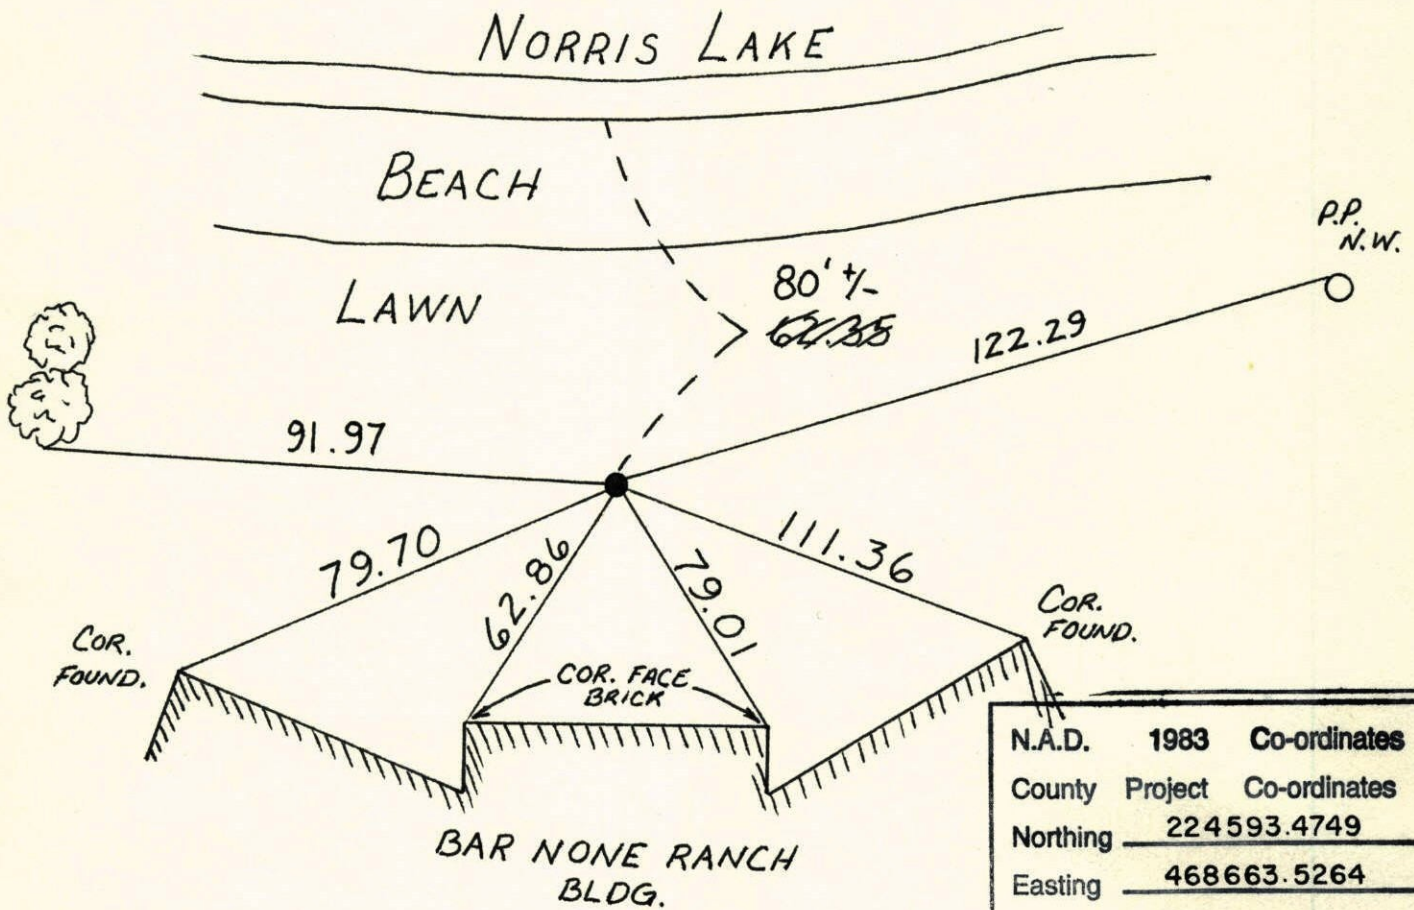 NORRIS LAKE
BEACH
P.P.
N.W.
LAWN
80' +/-
122.29
91.97
79.70
62.86
79.01
111.36
COR.
FOUND.
COR. FACE
BRICK
COR.
FOUND.
BAR NONE RANCH
BLDG.
N.A.D. 1983 Co-ordinates
County Project Co-ordinates
Northing 224593.4749
Easting 468663.5264